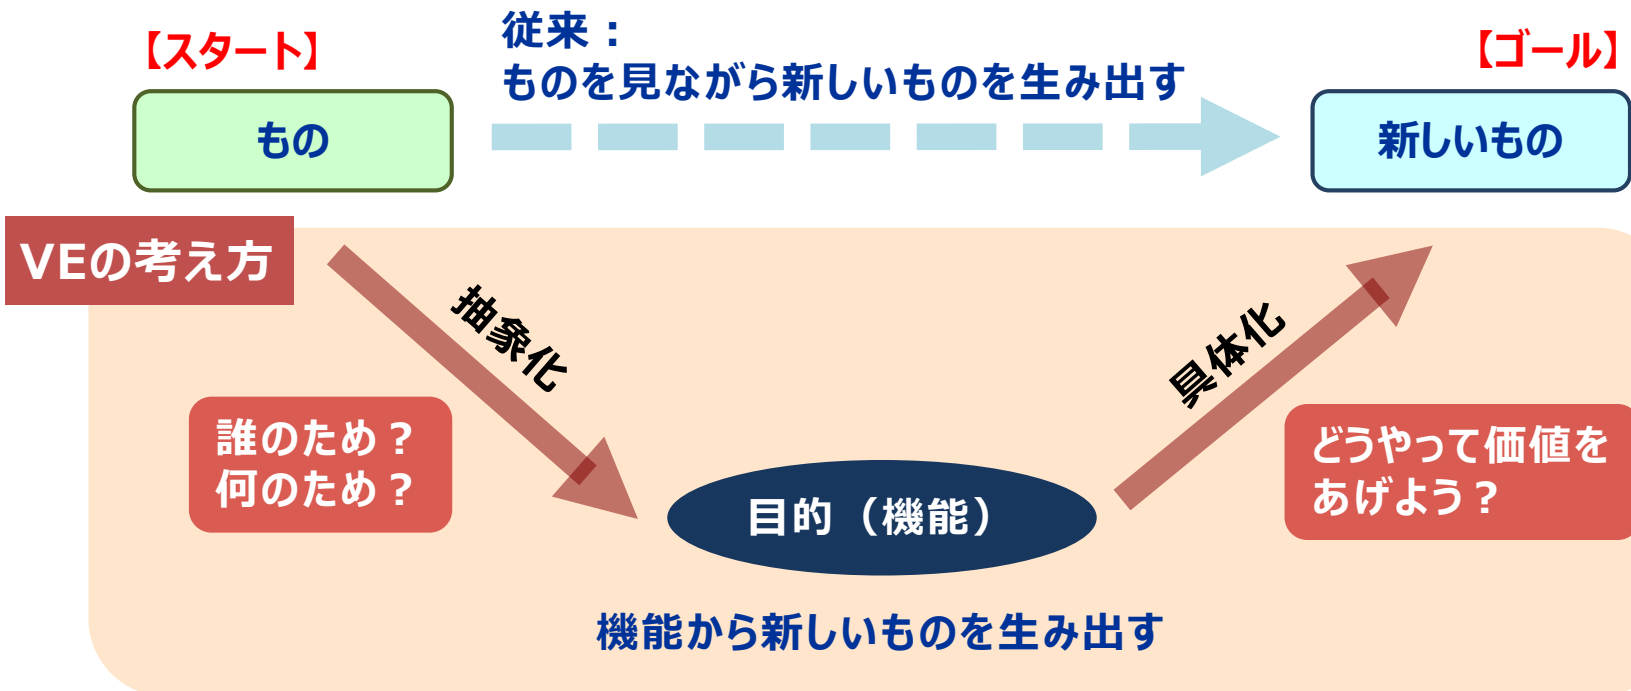 【スタート】
従来：
ものを見ながら新しいものを生み出す
【ゴール】
もの
新しいもの
VEの考え方
抽象化
具体化
誰のため？
何のため？
どうやって価値を
あげよう？
目的（機能）
機能から新しいものを生み出す